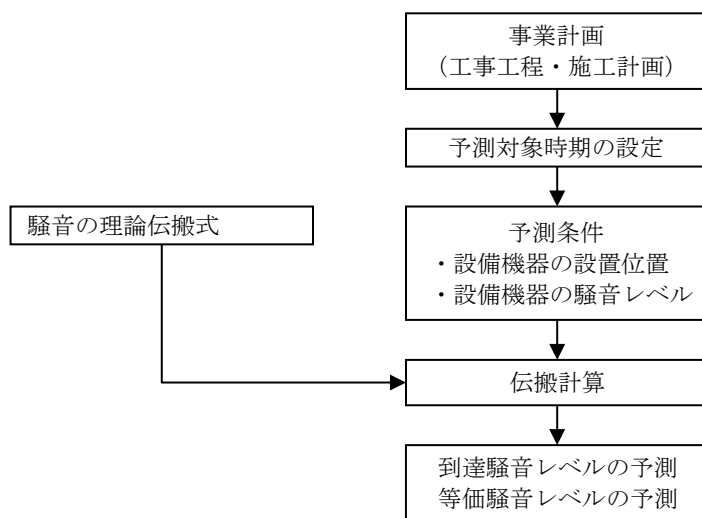 事業計画
（工事工程・施工計画）
予測対象時期の設定
騒音の理論伝搬式
予測条件
・設備機器の設置位置
・設備機器の騒音レベル
伝搬計算
到達騒音レベルの予測
等価騒音レベルの予測